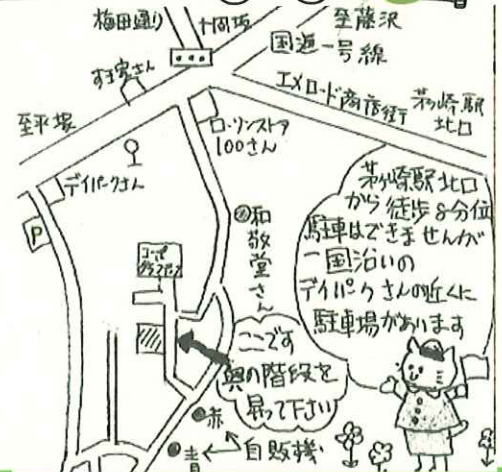 梅田通り
十間坂
至藤沢
国道一号線
すき家さん
エメロード商店街
茅ヶ崎駅
北口
至平塚
ローソンストア
100さん
デイパークさん
P
和敬堂さん
コーポ
茅ヶ崎駅北口
から徒歩8分位
駐車はできませんが
一国沿いの
デイパークさんの近くに
駐車場があります
ここです
奥の階段を
昇って下さい
赤
青
自販機